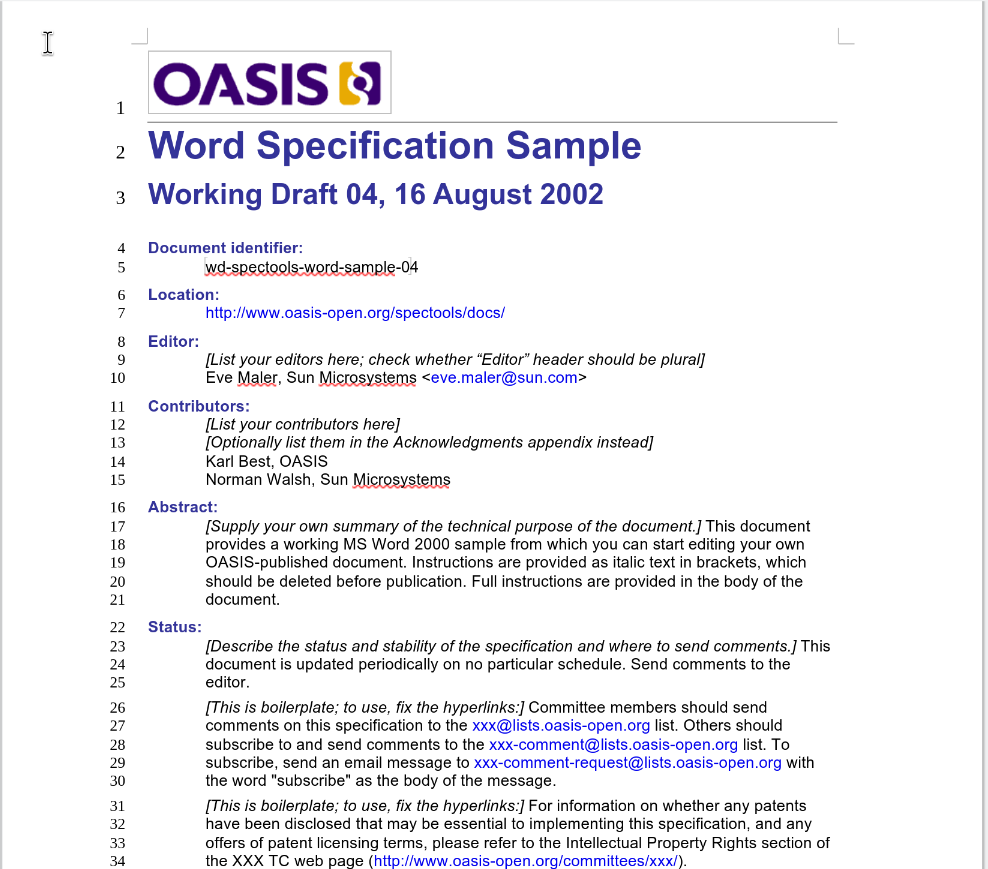 1 OASIS
2 Word Specification Sample
3 Working Draft 04, 16 August 2002
4 Document identifier:
5 wd-spectools-word-sample-04
6 Location:
7 http://www.oasis-open.org/spectools/docs/
8 Editor:
9 [List your editors here; check whether “Editor” header should be plural]
10 Eve Maler, Sun Microsystems <eve.maler@sun.com>
11 Contributors:
12 [List your contributors here]
13 [Optionally list them in the Acknowledgments appendix instead]
14 Karl Best, OASIS
15 Norman Walsh, Sun Microsystems
16 Abstract:
17 [Supply your own summary of the technical purpose of the document.] This document
18 provides a working MS Word 2000 sample from which you can start editing your own
19 OASIS-published document. Instructions are provided as italic text in brackets, which
20 should be deleted before publication. Full instructions are provided in the body of the
21 document.
22 Status:
23 [Describe the status and stability of the specification and where to send comments.] This
24 document is updated periodically on no particular schedule. Send comments to the
25 editor.
26 [This is boilerplate; to use, fix the hyperlinks:] Committee members should send
27 comments on this specification to the xxx@lists.oasis-open.org list. Others should
28 subscribe to and send comments to the xxx-comment@lists.oasis-open.org list. To
29 subscribe, send an email message to xxx-comment-request@lists.oasis-open.org with
30 the word "subscribe" as the body of the message.
31 [This is boilerplate; to use, fix the hyperlinks:] For information on whether any patents
32 have been disclosed that may be essential to implementing this specification, and any
33 offers of patent licensing terms, please refer to the Intellectual Property Rights section of
34 the XXX TC web page (http://www.oasis-open.org/committees/xxx/).